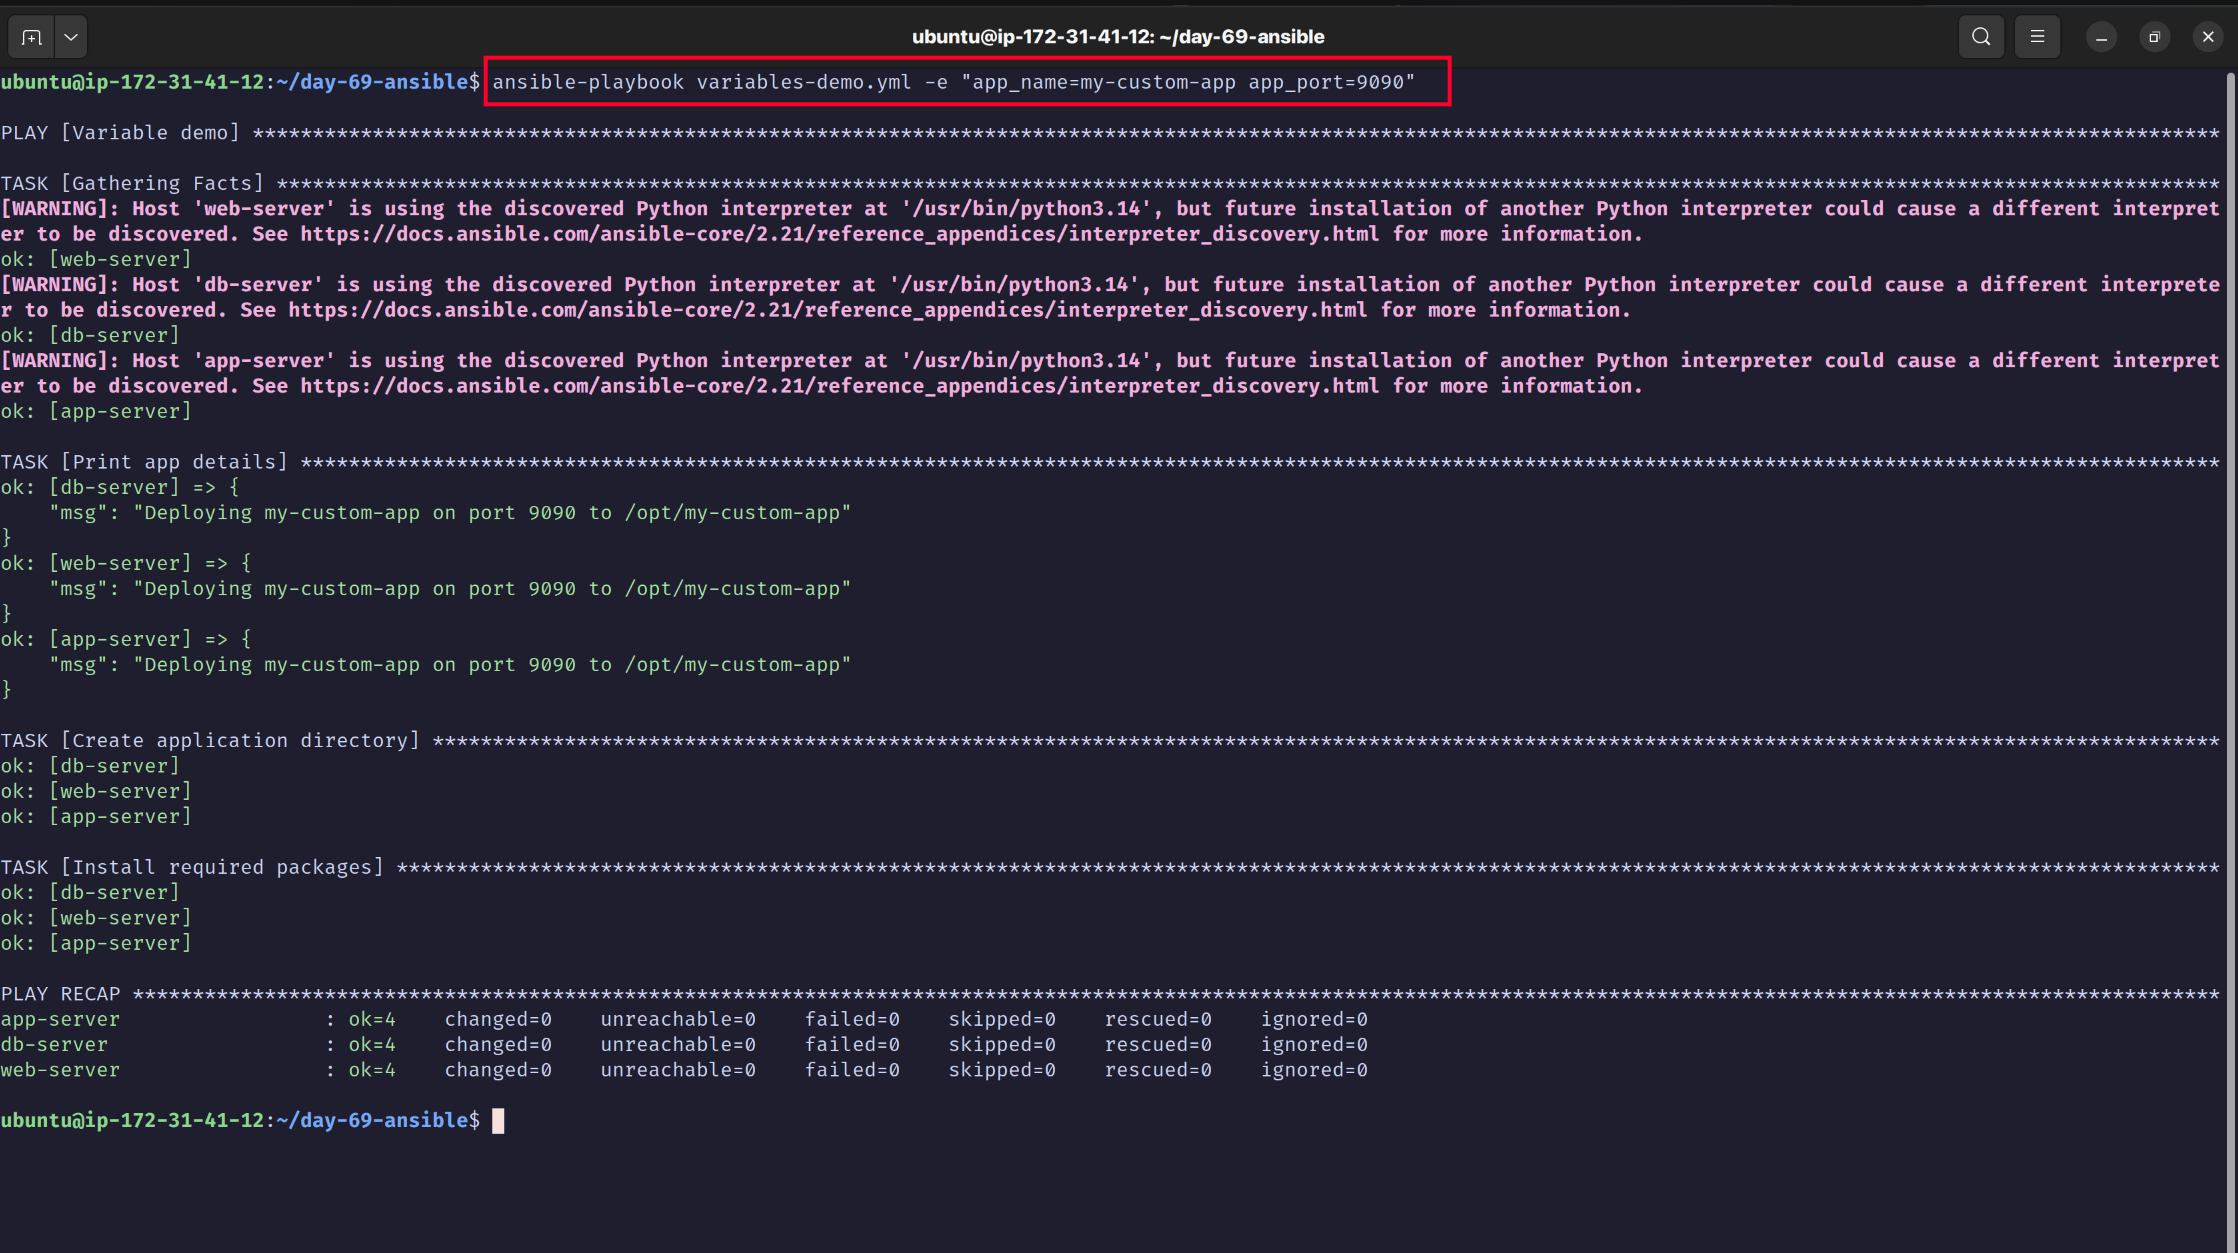 ubuntu@ip-172-31-41-12: ~/day-69-ansible
ubuntu@ip-172-31-41-12:~/day-69-ansible$ ansible-playbook variables-demo.yml -e "app_name=my-custom-app app_port=9090"
PLAY [Variable demo] ********************************************************************************************************************************************************************
TASK [Gathering Facts] ******************************************************************************************************************************************************************
[WARNING]: Host 'web-server' is using the discovered Python interpreter at '/usr/bin/python3.14', but future installation of another Python interpreter could cause a different interpret
er to be discovered. See https://docs.ansible.com/ansible-core/2.21/reference_appendices/interpreter_discovery.html for more information.
ok: [web-server]
[WARNING]: Host 'db-server' is using the discovered Python interpreter at '/usr/bin/python3.14', but future installation of another Python interpreter could cause a different interprete
r to be discovered. See https://docs.ansible.com/ansible-core/2.21/reference_appendices/interpreter_discovery.html for more information.
ok: [db-server]
[WARNING]: Host 'app-server' is using the discovered Python interpreter at '/usr/bin/python3.14', but future installation of another Python interpreter could cause a different interpret
er to be discovered. See https://docs.ansible.com/ansible-core/2.21/reference_appendices/interpreter_discovery.html for more information.
ok: [app-server]
TASK [Print app details] ****************************************************************************************************************************************************************
ok: [db-server] => {
    "msg": "Deploying my-custom-app on port 9090 to /opt/my-custom-app"
}
ok: [web-server] => {
    "msg": "Deploying my-custom-app on port 9090 to /opt/my-custom-app"
}
ok: [app-server] => {
    "msg": "Deploying my-custom-app on port 9090 to /opt/my-custom-app"
}
TASK [Create application directory] *****************************************************************************************************************************************************
ok: [db-server]
ok: [web-server]
ok: [app-server]
TASK [Install required packages] ********************************************************************************************************************************************************
ok: [db-server]
ok: [web-server]
ok: [app-server]
PLAY RECAP ******************************************************************************************************************************************************************************
app-server                 : ok=4    changed=0    unreachable=0    failed=0    skipped=0    rescued=0    ignored=0
db-server                  : ok=4    changed=0    unreachable=0    failed=0    skipped=0    rescued=0    ignored=0
web-server                 : ok=4    changed=0    unreachable=0    failed=0    skipped=0    rescued=0    ignored=0
ubuntu@ip-172-31-41-12:~/day-69-ansible$